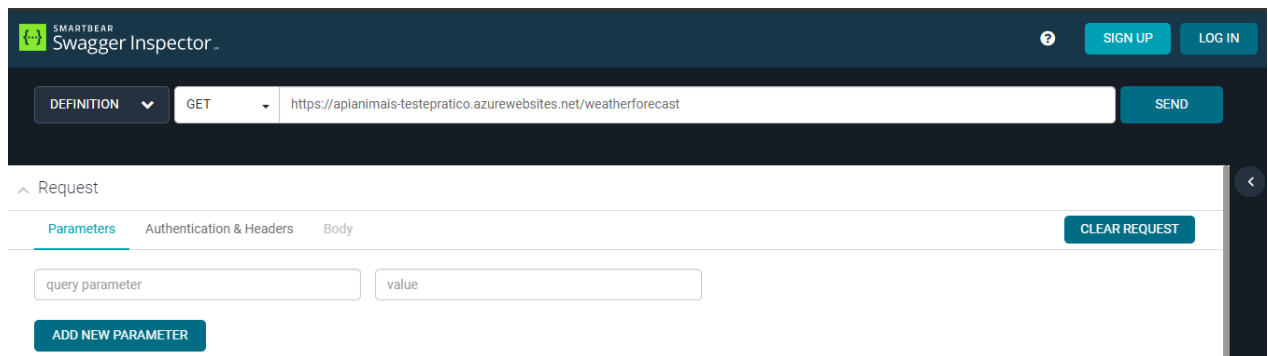 SMARTBEAR
Swagger Inspector
SIGN UP
LOG IN
DEFINITION
GET
https://apianimais-testepratico.azurewebsites.net/weatherforecast
SEND
Request
Parameters
Authentication & Headers
Body
CLEAR REQUEST
query parameter
value
ADD NEW PARAMETER